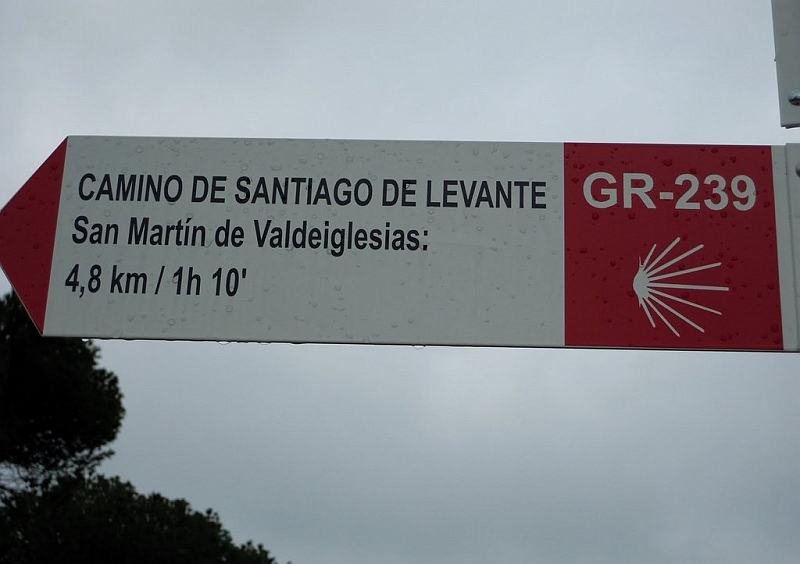 CAMINO DE SANTIAGO DE LEVANTE
San Martín de Valdeiglesias:
4,8 km / 1h 10'
GR-239